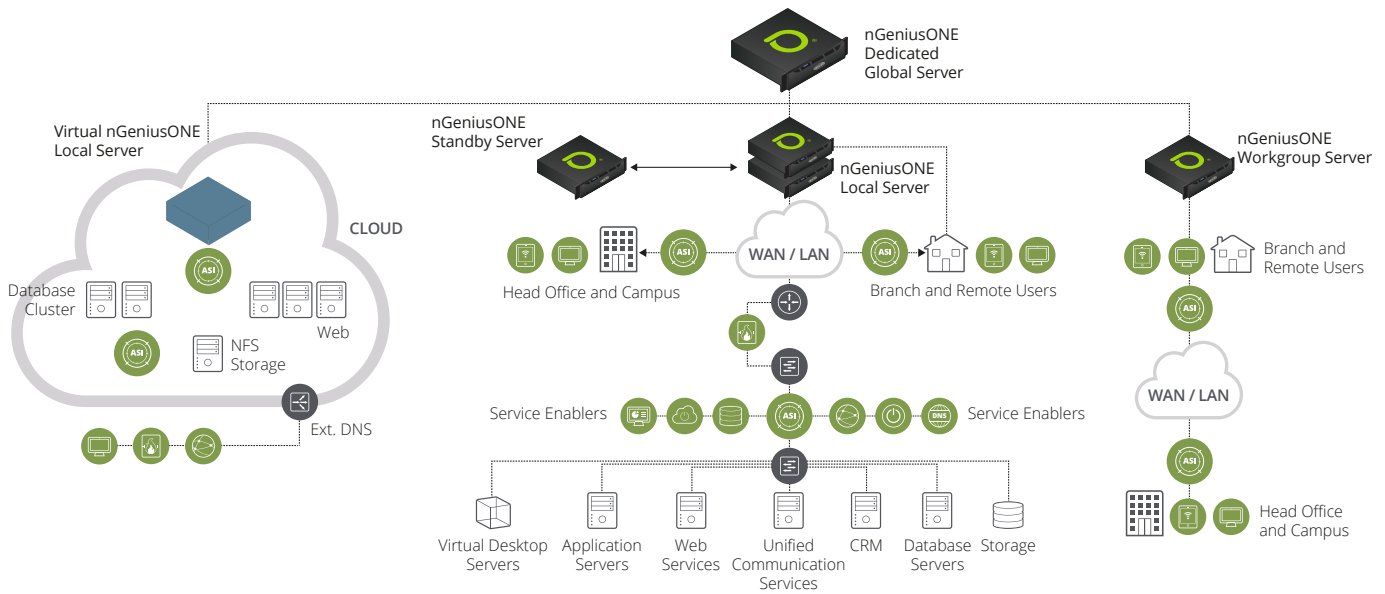 nGeniusONE
Dedicated
Global Server
Virtual nGeniusONE
Local Server
nGeniusONE
Standby Server
nGeniusONE
Local Server
nGeniusONE
Workgroup Server
CLOUD
ASI
Database
Cluster
Web
ASI
NFS
Storage
Ext. DNS
ASI
WAN / LAN
ASI
Head Office and Campus
Branch and Remote Users
Service Enablers
ASI
DNS
Service Enablers
Virtual Desktop
Servers
Application
Servers
Web
Services
Unified
Communication
Services
CRM
Database
Servers
Storage
Branch and
Remote Users
ASI
WAN / LAN
ASI
Head Office
and Campus